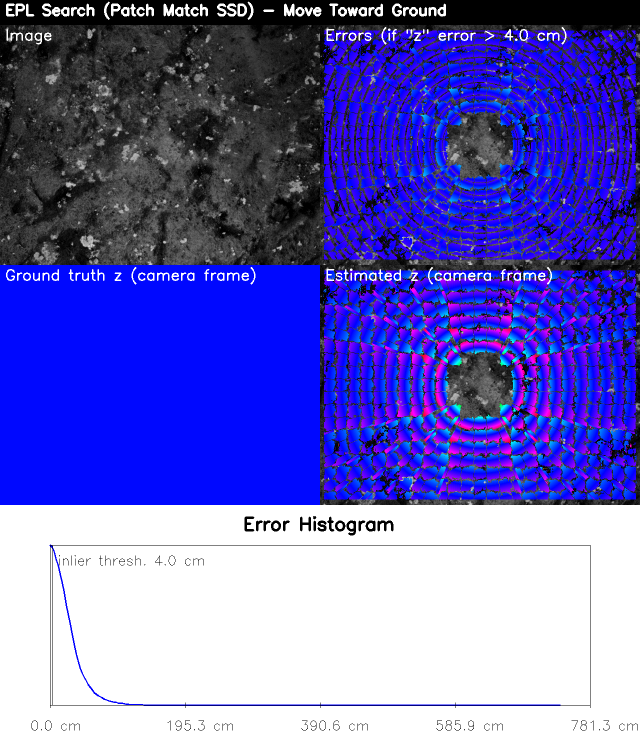 EPL Search (Patch Match SSD) - Move Toward Ground
Image
Errors (if "z" error > 4.0 cm)
Ground truth z (camera frame)
Estimated z (camera frame)
Error Histogram
inlier thresh. 4.0 cm
0.0 cm
195.3 cm
390.6 cm
585.9 cm
781.3 cm